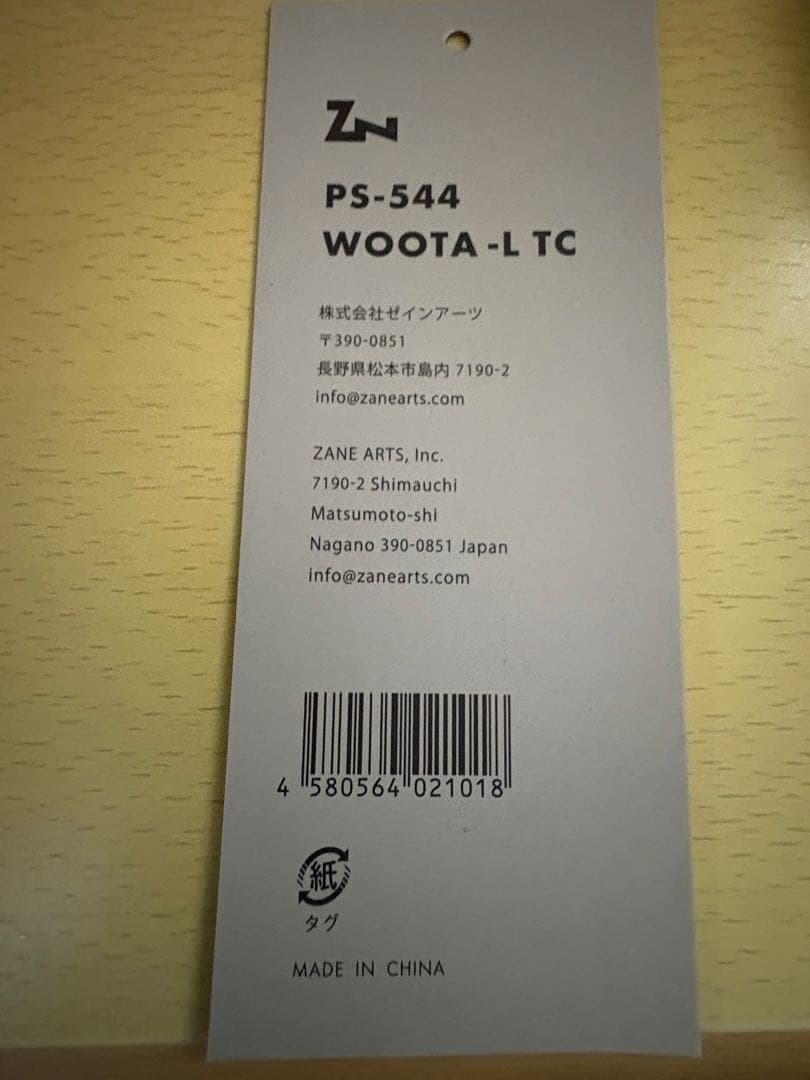 ZN
PS-544
WOOTA -L TC
株式会社ゼインアーツ
〒390-0851
長野県松本市島内 7190-2
info@zanearts.com
ZANE ARTS, Inc.
7190-2 Shimauchi
Matsumoto-shi
Nagano 390-0851 Japan
info@zanearts.com
4 580564 021018
紙
タグ
MADE IN CHINA